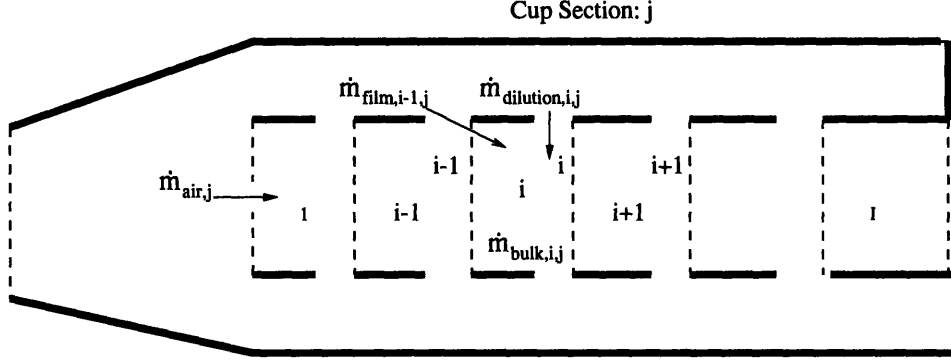 Cup Section: j
ṁfilm,i-1,j ṁdilution,i,j
i-1 i i+1
ṁair,j i
1 i-1 i+1 I
ṁbulk,i,j